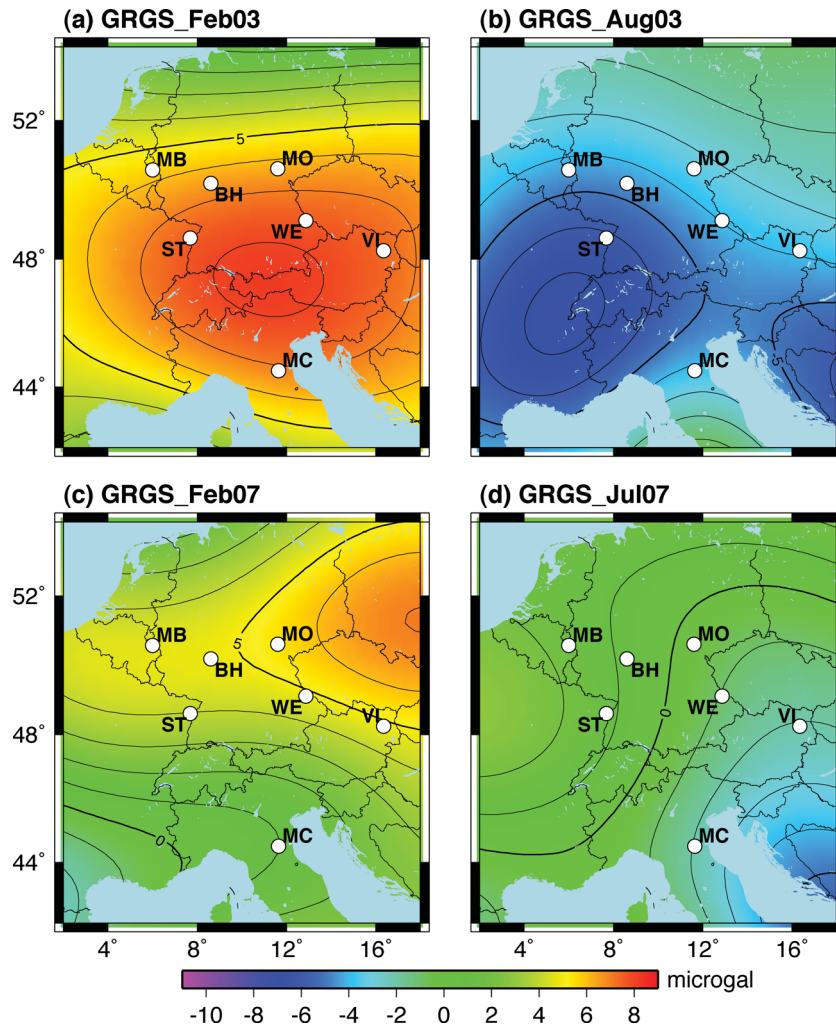 (a) GRGS_Feb03
(b) GRGS_Aug03
52°
48°
44°
5
MB
MO
BH
WE
ST
VI
MC
MB
MO
BH
WE
ST
VI
MC
5
(c) GRGS_Feb07
(d) GRGS_Jul07
52°
48°
44°
MB
5
MO
BH
WE
ST
VI
0
MC
MB
MO
BH
WE
ST
0
VI
MC
4° 8° 12° 16° 4° 8° 12° 16°
microgal
-10 -8 -6 -4 -2 0 2 4 6 8